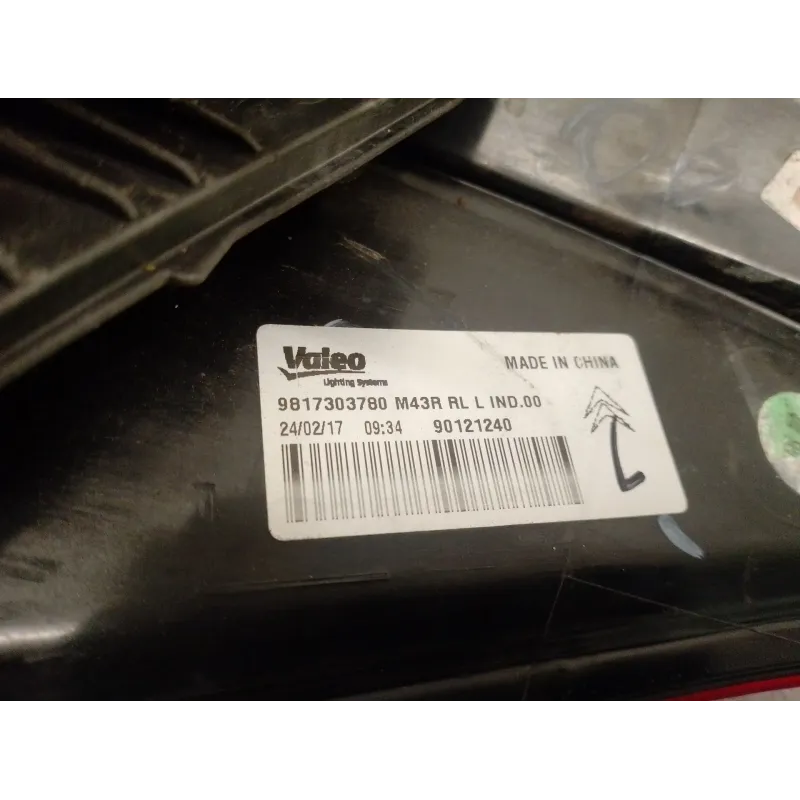 Valeo
Lighting Systems
MADE IN CHINA
9817303780 M43R RL L IND.00
24/02/17 09:34 90121240
L